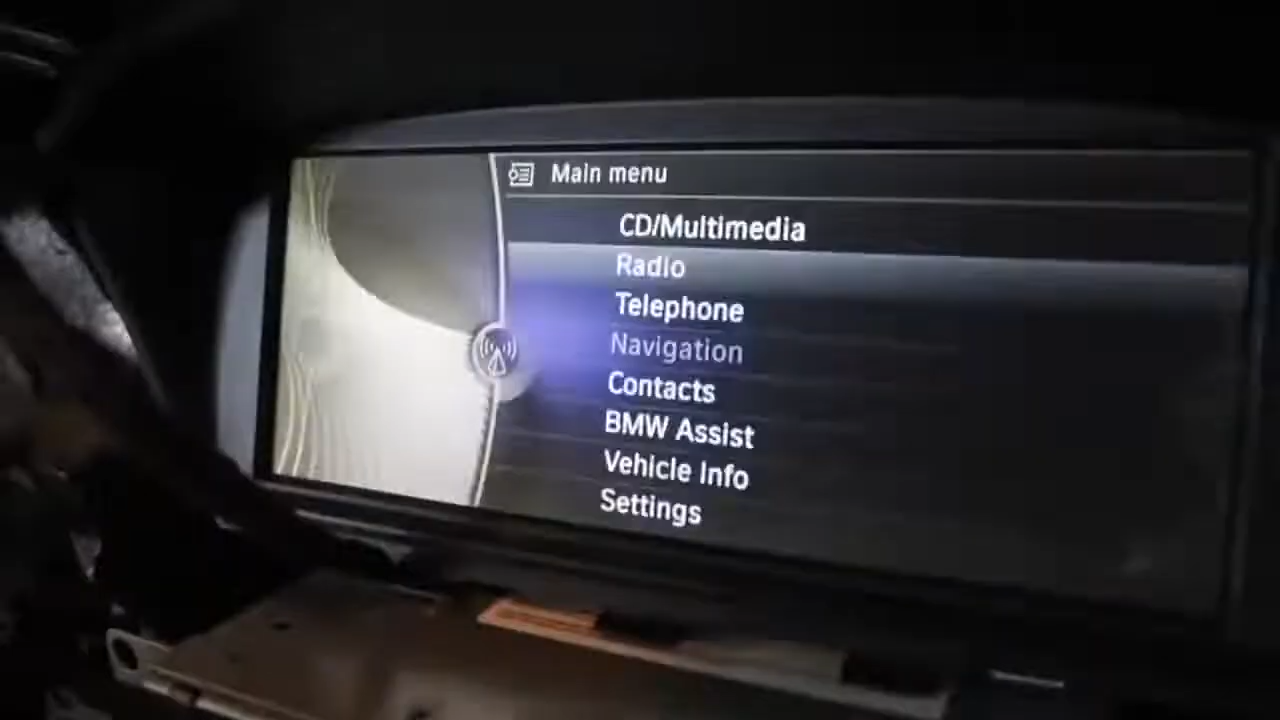 Main menu
CD/Multimedia
Radio
Telephone
Navigation
Contacts
BMW Assist
Vehicle Info
Settings